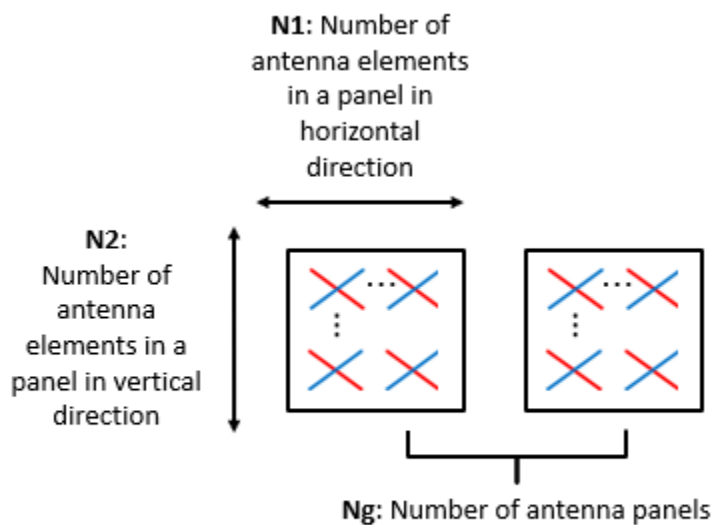 N1: Number of
antenna elements
in a panel in
horizontal
direction
N2:
Number of
antenna
elements in a
panel in vertical
direction
Ng: Number of antenna panels